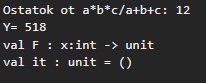 Ostatok ot a*b*c/a+b+c: 12
Y= 518
val F : x:int -> unit
val it : unit = ()